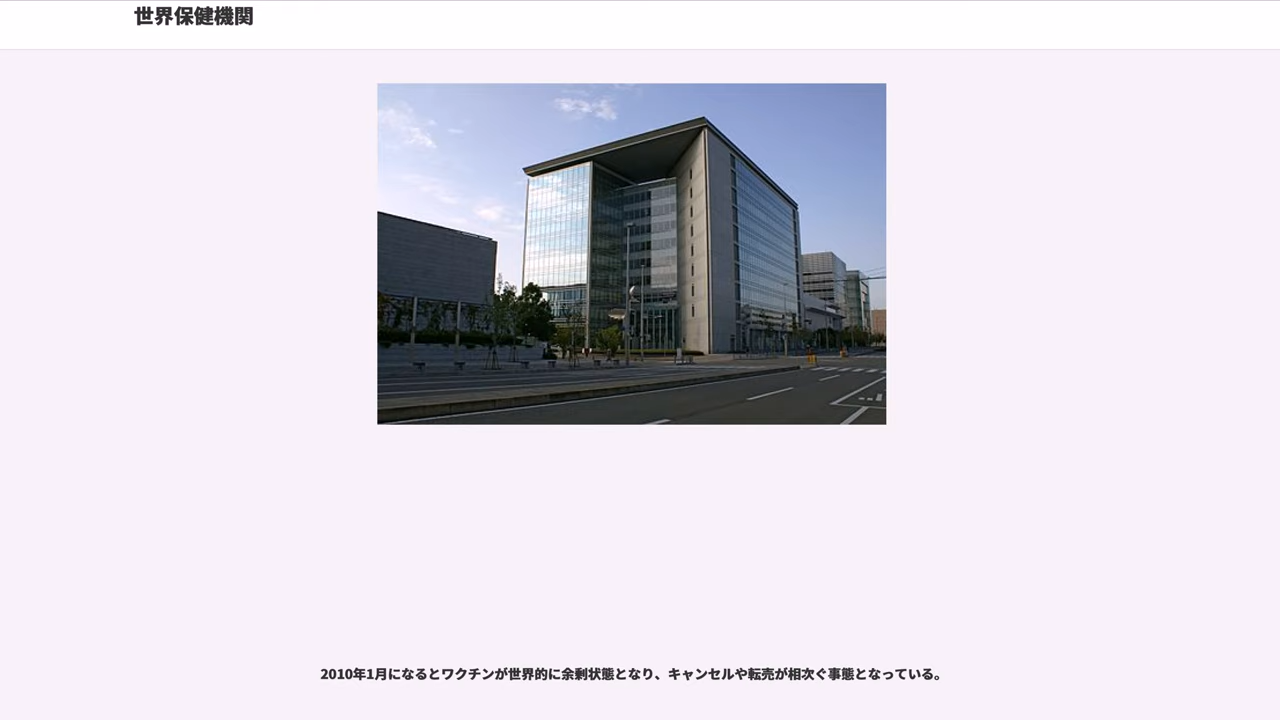 世界保健機関
2010年1月になるとワクチンが世界的に余剰状態となり、キャンセルや転売が相次ぐ事態となっている。